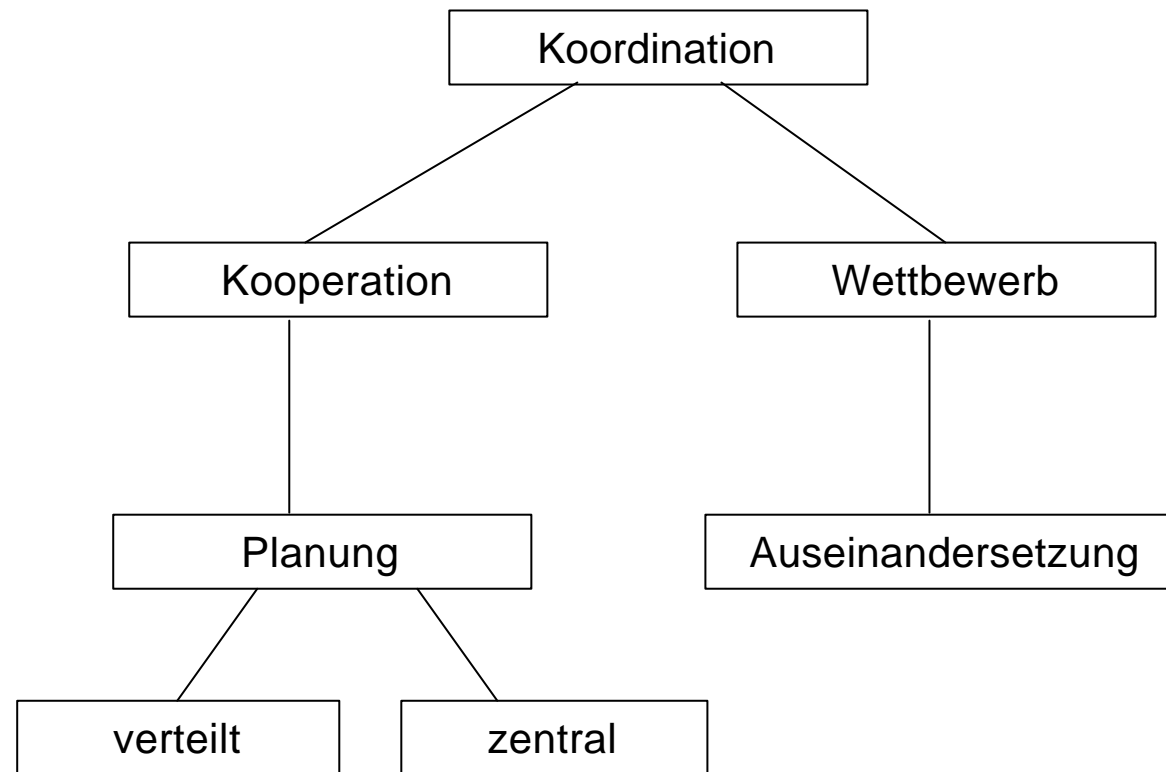 Koordination
Kooperation
Wettbewerb
Planung
Auseinandersetzung
verteilt
zentral